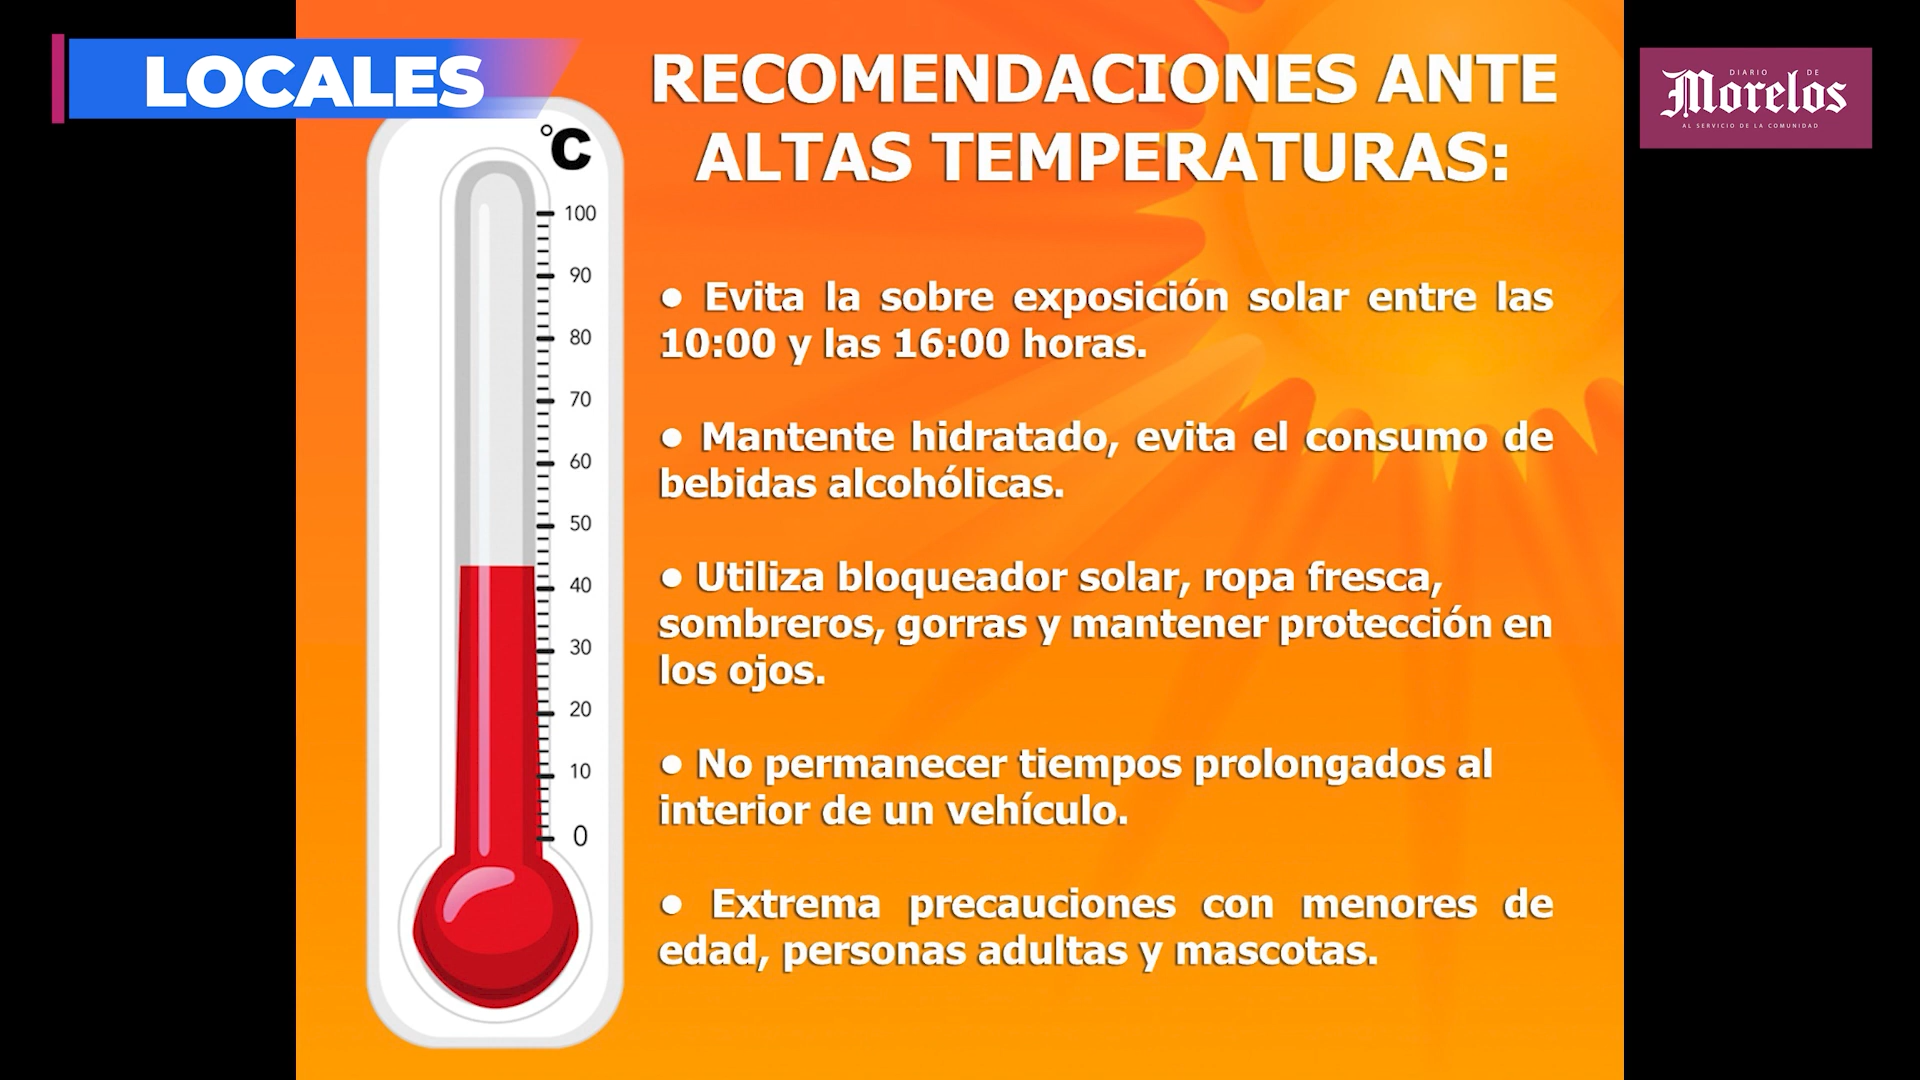 LOCALES
DIARIO DE
Morelos
AL SERVICIO DE LA COMUNIDAD
RECOMENDACIONES ANTE
ALTAS TEMPERATURAS:
°C
100
90
80
70
60
50
40
30
20
10
0
● Evita la sobre exposición solar entre las
10:00 y las 16:00 horas.
● Mantente hidratado, evita el consumo de
bebidas alcohólicas.
● Utiliza bloqueador solar, ropa fresca,
sombreros, gorras y mantener protección en
los ojos.
● No permanecer tiempos prolongados al
interior de un vehículo.
● Extrema precauciones con menores de
edad, personas adultas y mascotas.